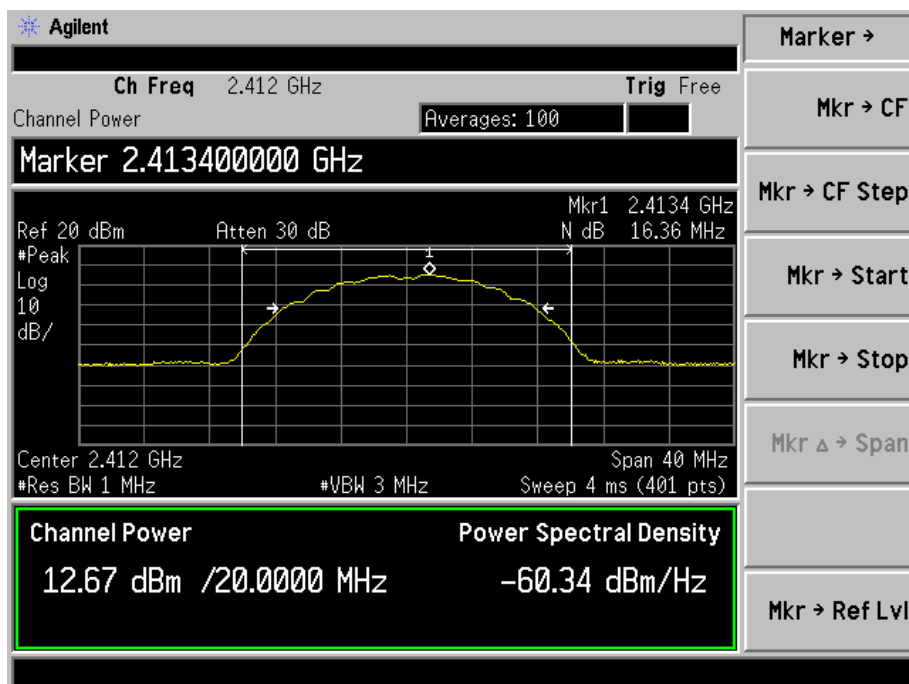 Agilent
Ch Freq 2.412 GHz Trig Free
Channel Power Averages: 100
Marker 2.413400000 GHz
Mkr1 2.4134 GHz
Ref 20 dBm Atten 30 dB N dB 16.36 MHz
#Peak
Log
10
dB/
1
Center 2.412 GHz Span 40 MHz
#Res BW 1 MHz #VBW 3 MHz Sweep 4 ms (401 pts)
Channel Power Power Spectral Density
12.67 dBm /20.0000 MHz -60.34 dBm/Hz
Marker →
Mkr → CF
Mkr → CF Step
Mkr → Start
Mkr → Stop
Mkr Δ → Span
Mkr → Ref Lvl